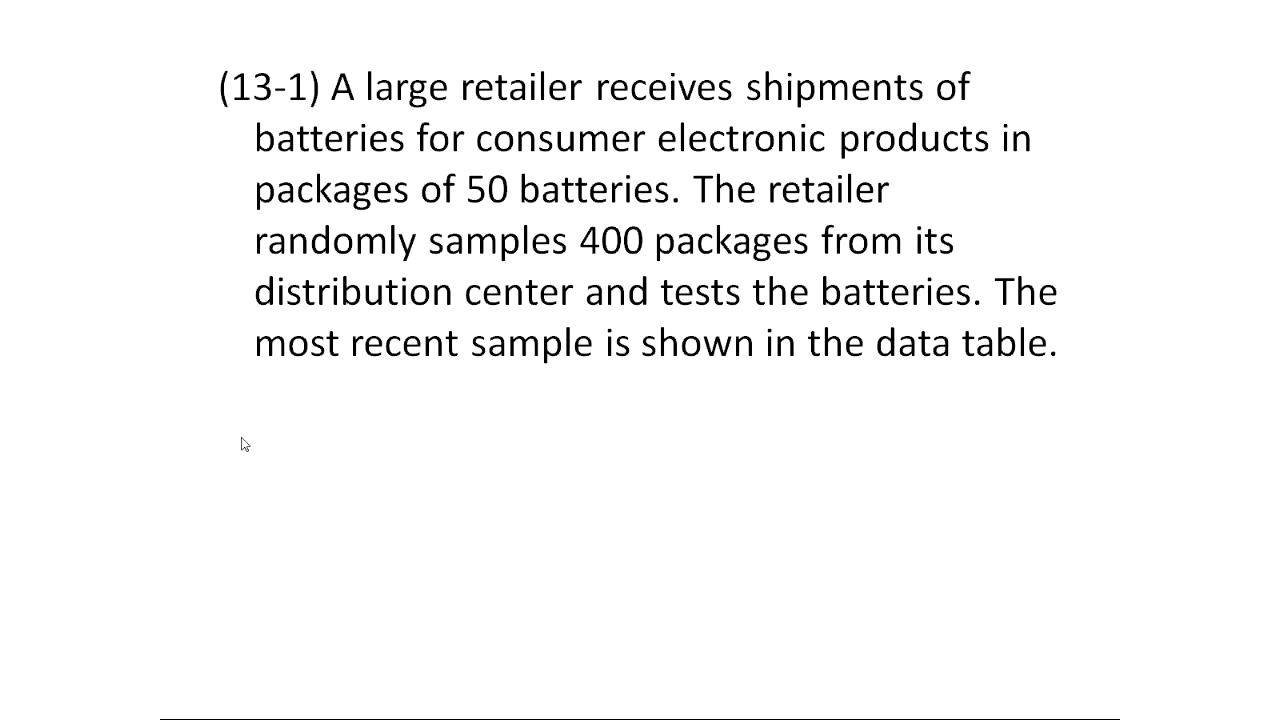 (13-1) A large retailer receives shipments of
batteries for consumer electronic products in
packages of 50 batteries. The retailer
randomly samples 400 packages from its
distribution center and tests the batteries. The
most recent sample is shown in the data table.